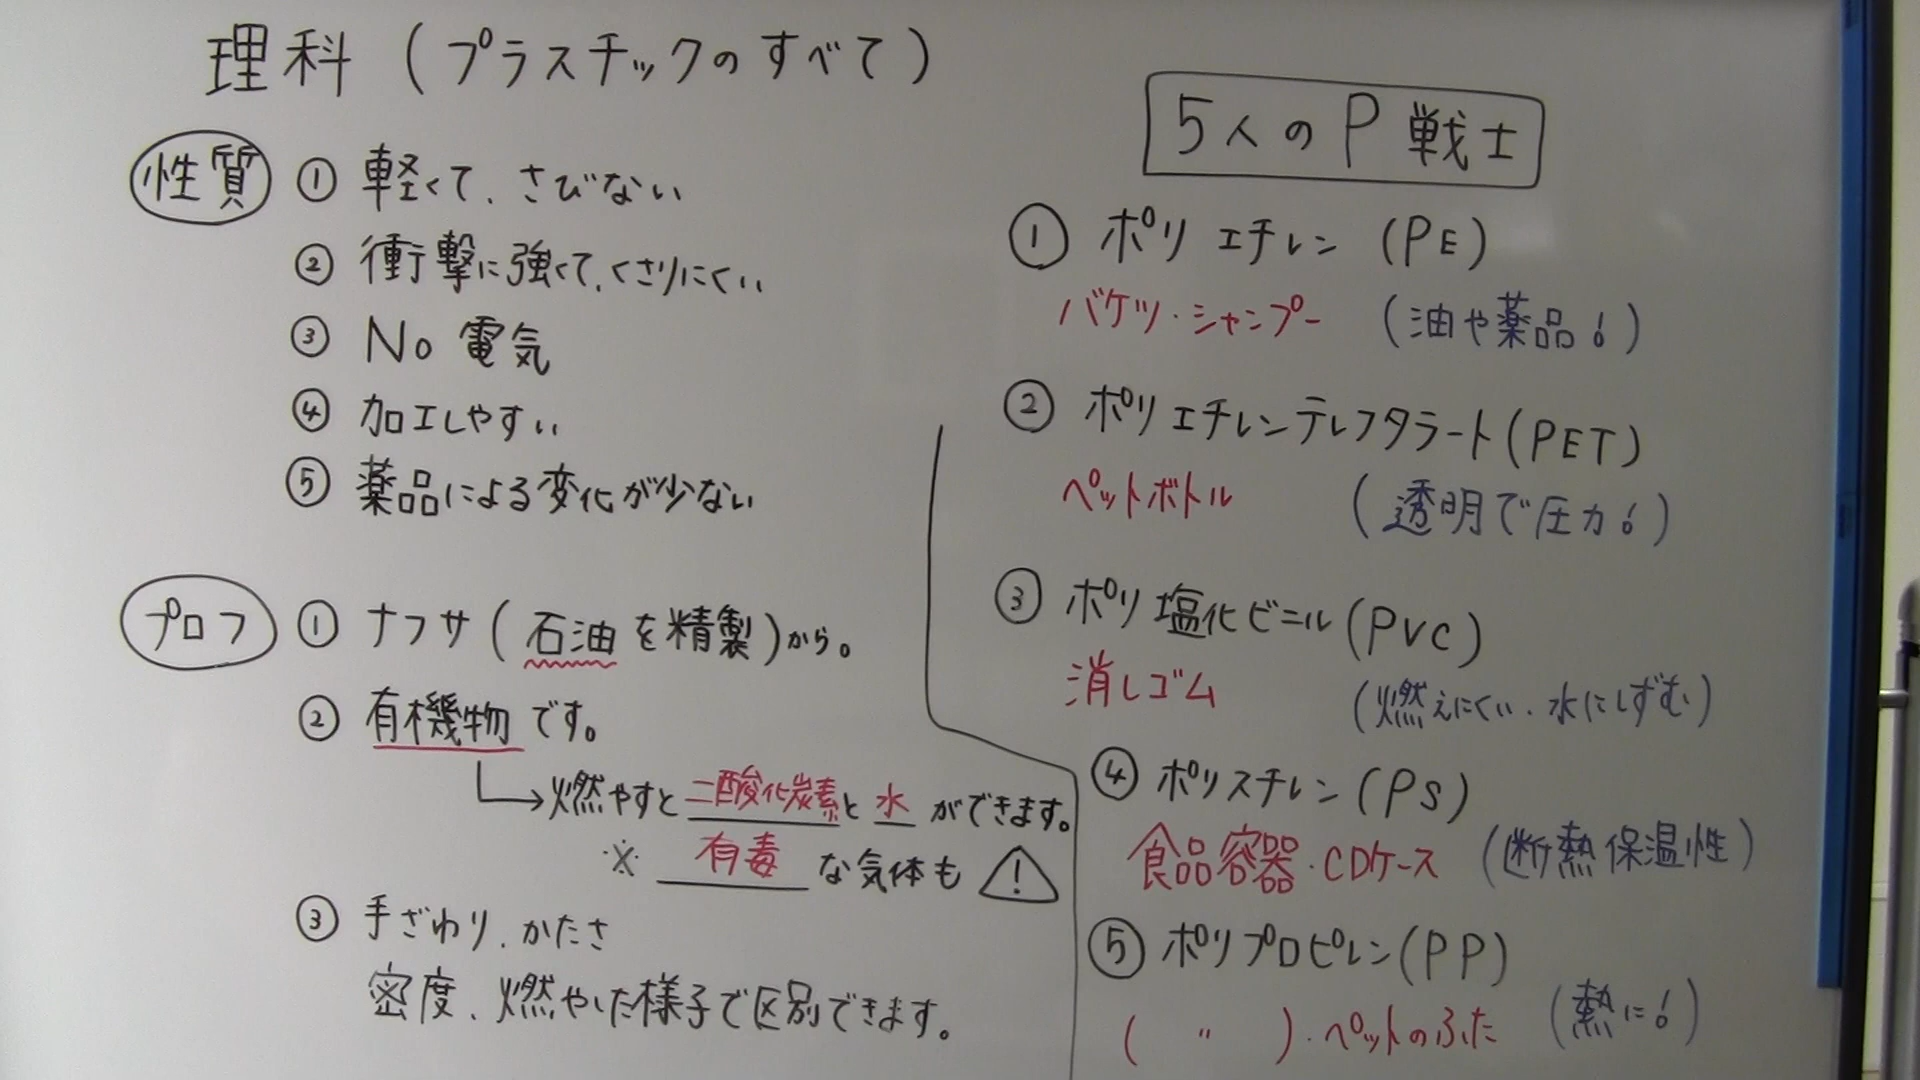 理科(プラスチックのすべて)
性質 ① 軽くて、さびない
② 衝撃に強くて、くさりにくい
③ No 電気
④ 加工しやすい
⑤ 薬品による変化が少ない
プロフ ① ナフサ(石油を精製)から。
② 有機物です。
→燃やすと二酸化炭素と水ができます。
※ 有毒な気体も !
③ 手ざわり、かたさ
密度、燃やした様子で区別できます。
5人のP戦士
① ポリエチレン(PE)
バケツ・シャンプー (油や薬品6)
② ポリエチレンテレフタラート(PET)
ペットボトル (透明で圧力6)
③ ポリ塩化ビニル(PVC)
消しゴム (燃えにくい、水にしずむ)
④ ポリスチレン(PS)
食品容器・CDケース (断熱保温性)
⑤ ポリプロピレン(PP)
( 〃 )・ペットのふた (熱に6)